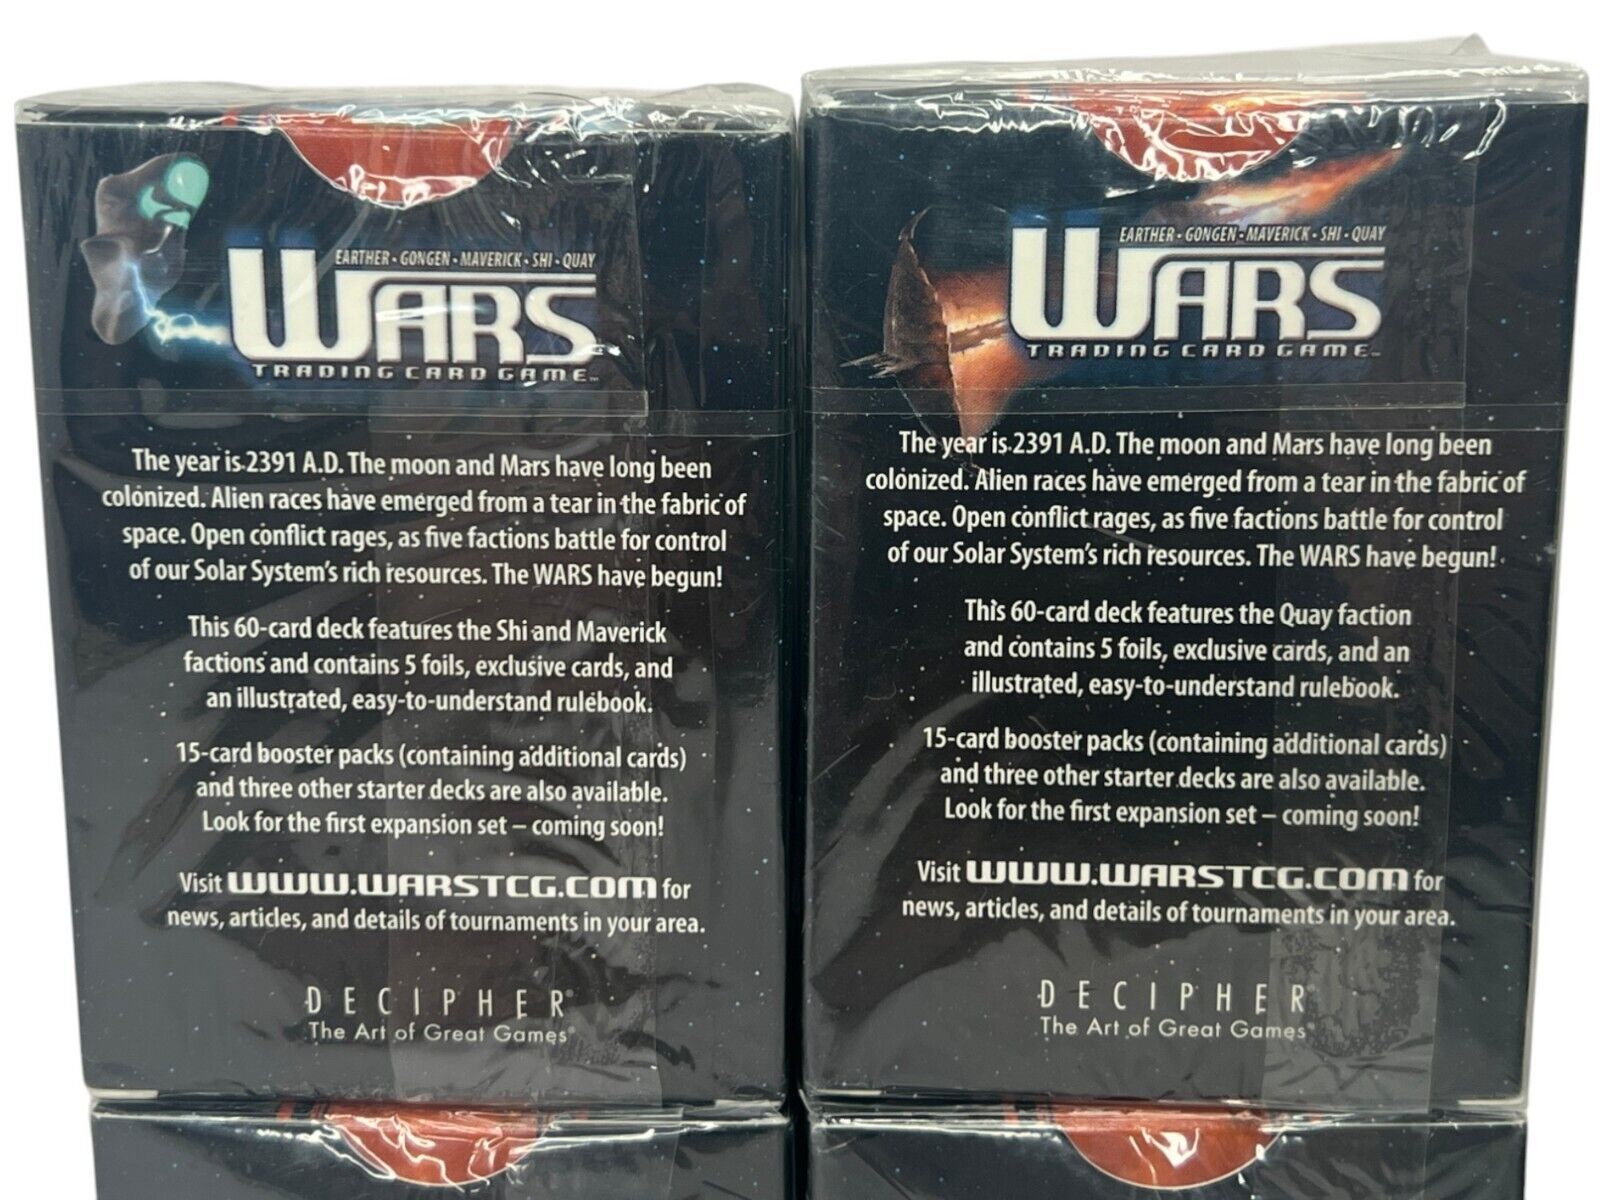 EARTHER • GONGEN • MAVERICK • SHI • QUAY
WARS
TRADING CARD GAME™
The year is 2391 A.D. The moon and Mars have long been
colonized. Alien races have emerged from a tear in the fabric of
space. Open conflict rages, as five factions battle for control
of our Solar System's rich resources. The WARS have begun!
This 60-card deck features the Shi and Maverick
factions and contains 5 foils, exclusive cards, and
an illustrated, easy-to-understand rulebook.
15-card booster packs (containing additional cards)
and three other starter decks are also available.
Look for the first expansion set – coming soon!
Visit WWW.WARSTCG.COM for
news, articles, and details of tournaments in your area.
DECIPHER®
The Art of Great Games®
EARTHER • GONGEN • MAVERICK • SHI • QUAY
WARS
TRADING CARD GAME™
The year is 2391 A.D. The moon and Mars have long been
colonized. Alien races have emerged from a tear in the fabric of
space. Open conflict rages, as five factions battle for control
of our Solar System's rich resources. The WARS have begun!
This 60-card deck features the Quay faction
and contains 5 foils, exclusive cards, and an
illustrated, easy-to-understand rulebook.
15-card booster packs (containing additional cards)
and three other starter decks are also available.
Look for the first expansion set – coming soon!
Visit WWW.WARSTCG.COM for
news, articles, and details of tournaments in your area.
DECIPHER®
The Art of Great Games®